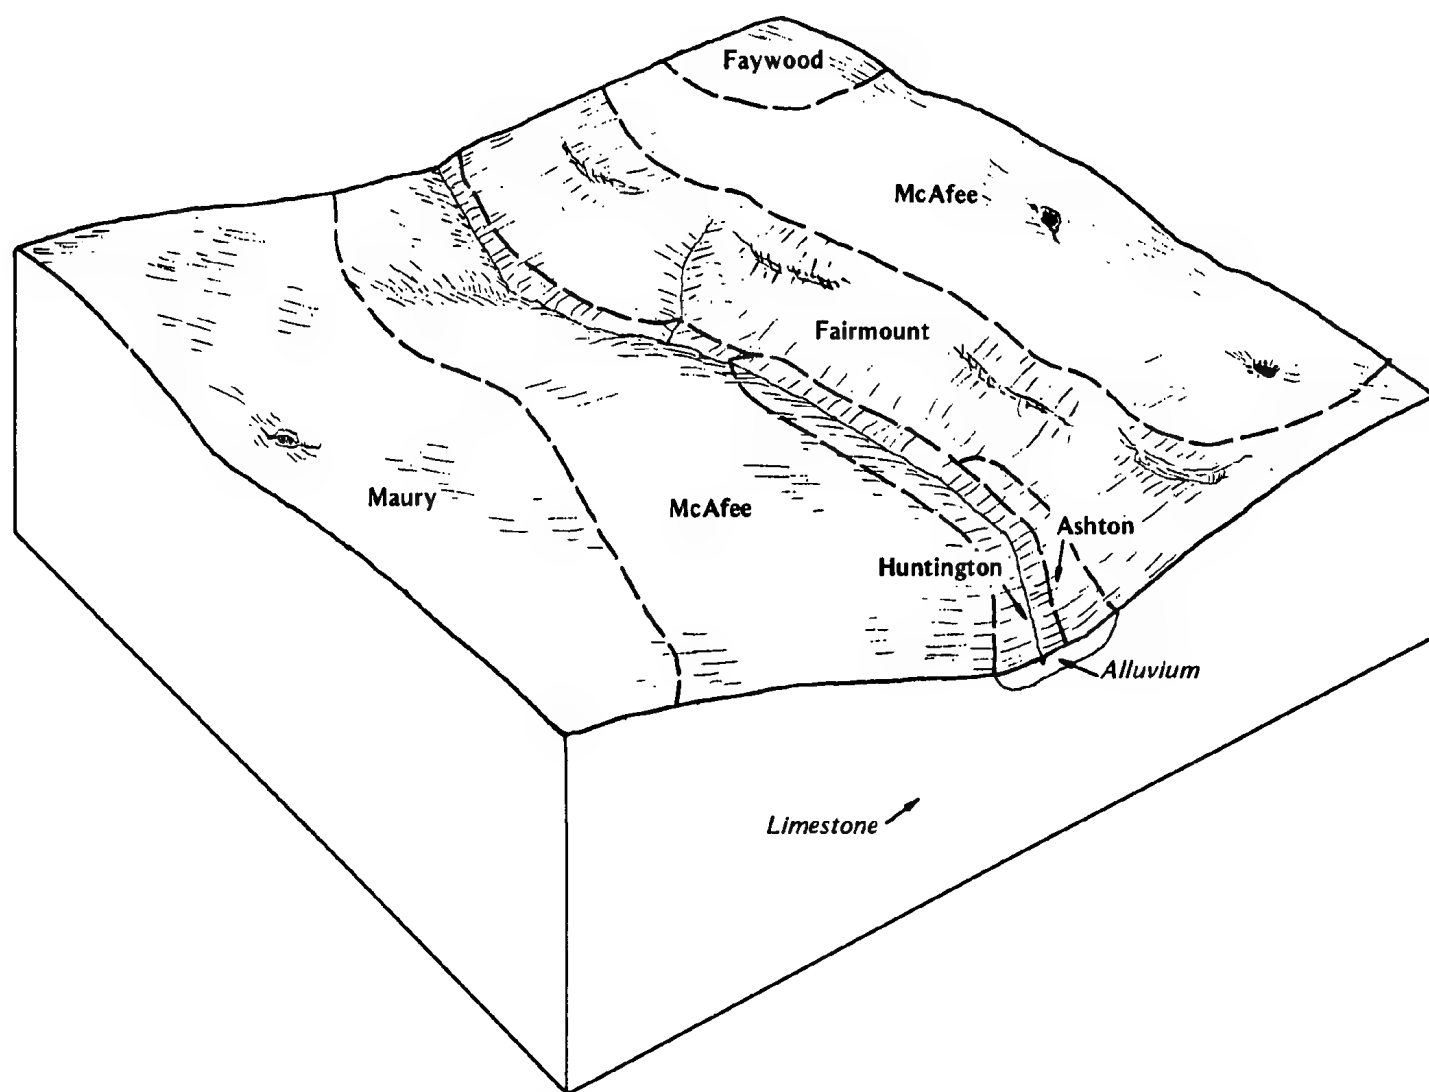 Faywood
McAfee
Fairmount
Maury
McAfee
Ashton
Huntington
Alluvium
Limestone